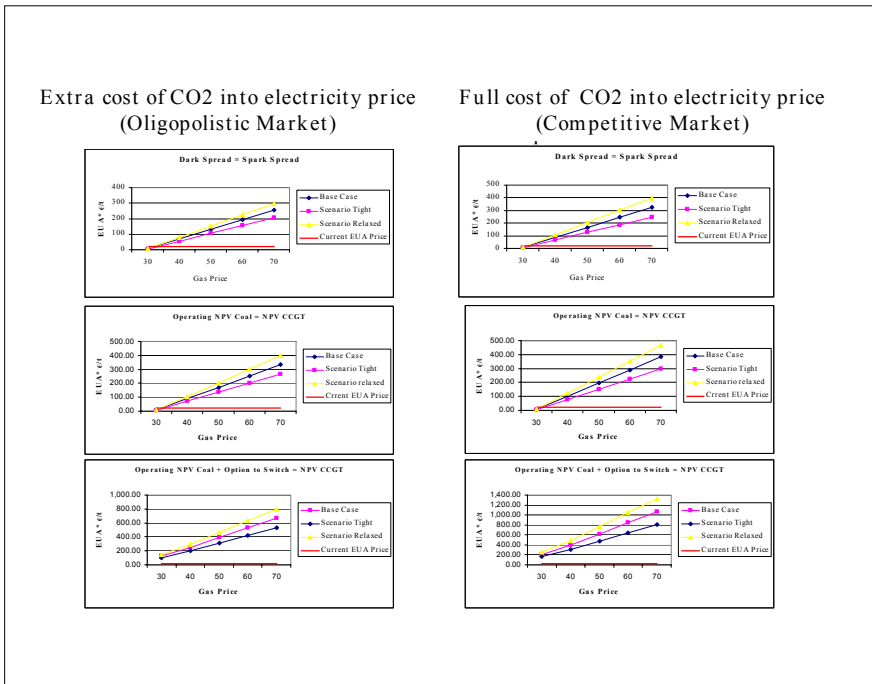 Extra cost of CO2 into electricity price
(Oligopolistic Market)
Dark Spread = Spark Spread
EUA* €/t
400
300
200
100
0
30 40 50 60 70
Gas Price
Base Case
Scenario Tight
Scenario Relaxed
Current EUA Price
Operating NPV Coal = NPV CCGT
EUA* €/t
500.00
400.00
300.00
200.00
100.00
0.00
30 40 50 60 70
Gas Price
Base Case
Scenario Tight
Scenario relaxed
Crrent EUA Price
Operating NPV Coal + Option to Switch = NPV CCGT
EUA* €/t
1,000.00
800.00
600.00
400.00
200.00
0.00
30 40 50 60 70
Gas Price
Base Case
Scenario Tight
Scenario Relaxed
Current EUA Price
Full cost of CO2 into electricity price
(Competitive Market)
Dark Spread = Spark Spread
EUA* €/t
500
400
300
200
100
0
30 40 50 60 70
Gas Price
Base Case
Scenario Tight
Scenario Relaxed
Current EUA Price
Operating NPV Coal = NPV CCGT
EUA* €/t
500.00
400.00
300.00
200.00
100.00
0.00
30 40 50 60 70
Gas Price
Base Case
Scenario Tight
Scenario relaxed
Current EUA Price
Operating NPV Coal + Option to Switch = NPV CCGT
EUA* €/t
1,400.00
1,200.00
1,000.00
800.00
600.00
400.00
200.00
0.00
30 40 50 60 70
Gas Price
Base Case
Scenario Tight
Scenario Relaxed
Current EUA Price